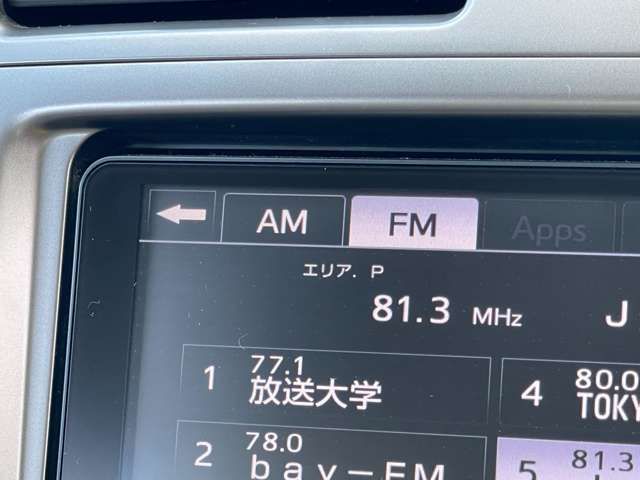 AM FM Apps
エリア. P
81.3 MHz J
1 77.1 放送大学
4 80.0 TOKY
2 78.0 bay-FM
5 81.3